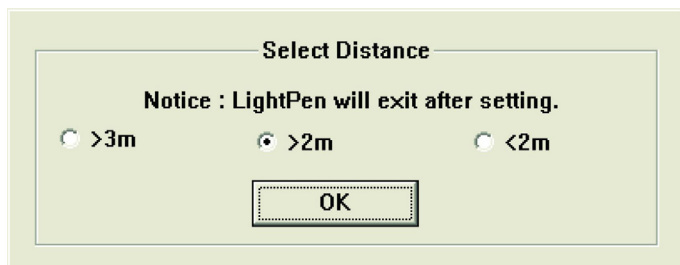 Select Distance
Notice : LightPen will exit after setting.
>3m >2m <2m
OK